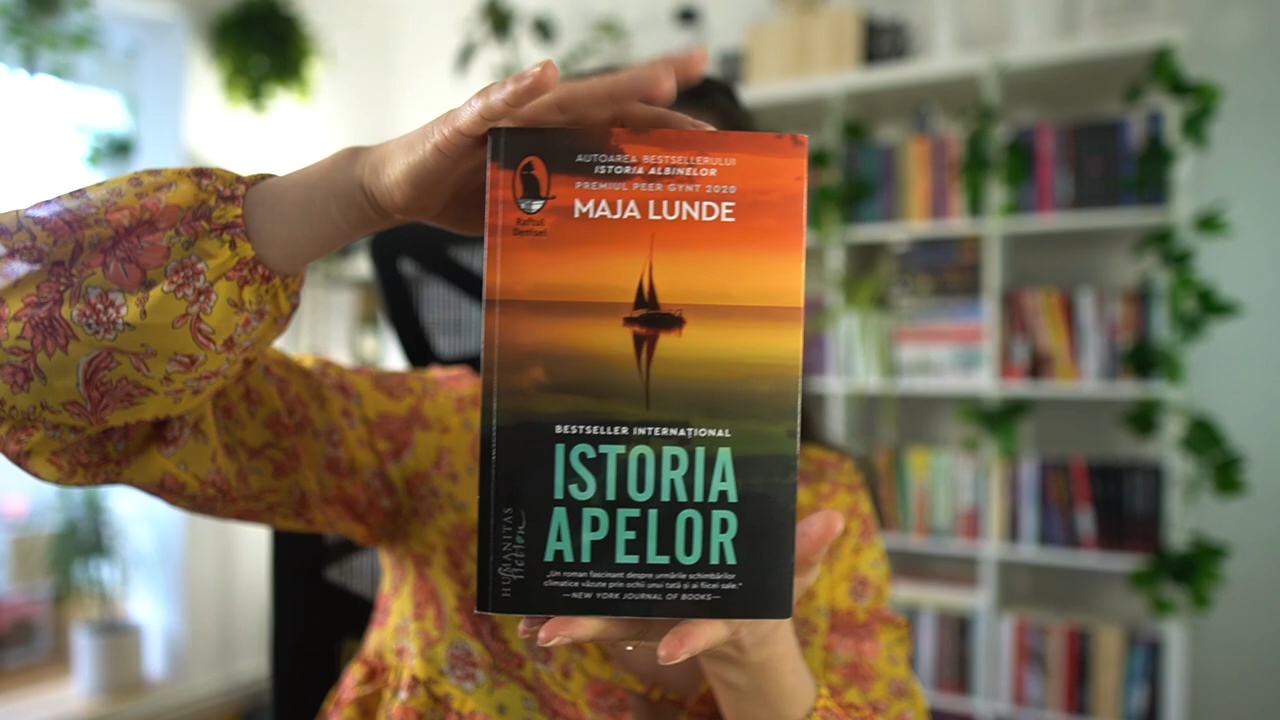 AUTOAREA BESTSELLERULUI
ISTORIA ALBINELOR
PREMIUL PEER GYNT 2020
MAJA LUNDE
Raftul
Denisei
BESTSELLER INTERNAȚIONAL
ISTORIA
APELOR
HUMANITAS
fiction
„Un roman fascinant despre urmările schimbărilor
climatice văzute prin ochii unui tată și ai fiicei sale.”
—NEW YORK JOURNAL OF BOOKS—